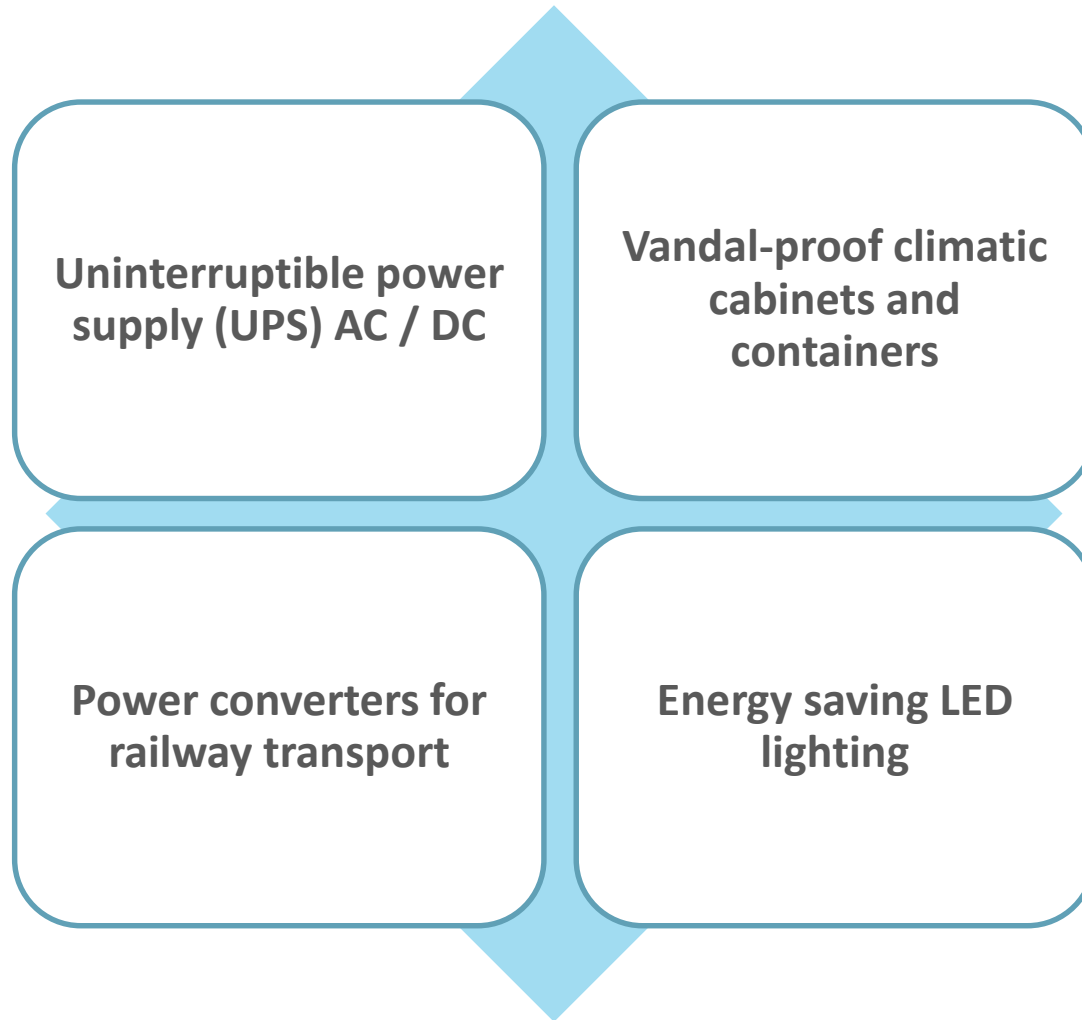 Uninterruptible power
supply (UPS) AC / DC
Vandal-proof climatic
cabinets and
containers
Power converters for
railway transport
Energy saving LED
lighting